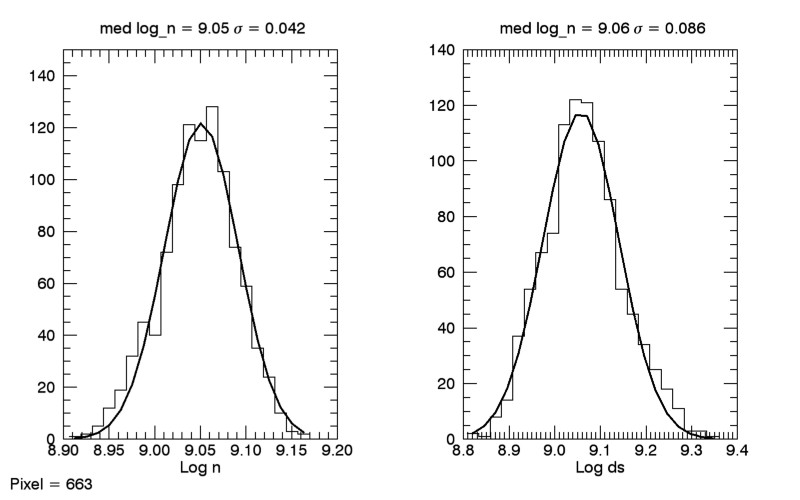 med log_n = 9.05 σ = 0.042
140
120
100
80
60
40
20
0
8.90 8.95 9.00 9.05 9.10 9.15 9.20
Log n
med log_n = 9.06 σ = 0.086
140
120
100
80
60
40
20
0
8.8 8.9 9.0 9.1 9.2 9.3 9.4
Log ds
Pixel = 663